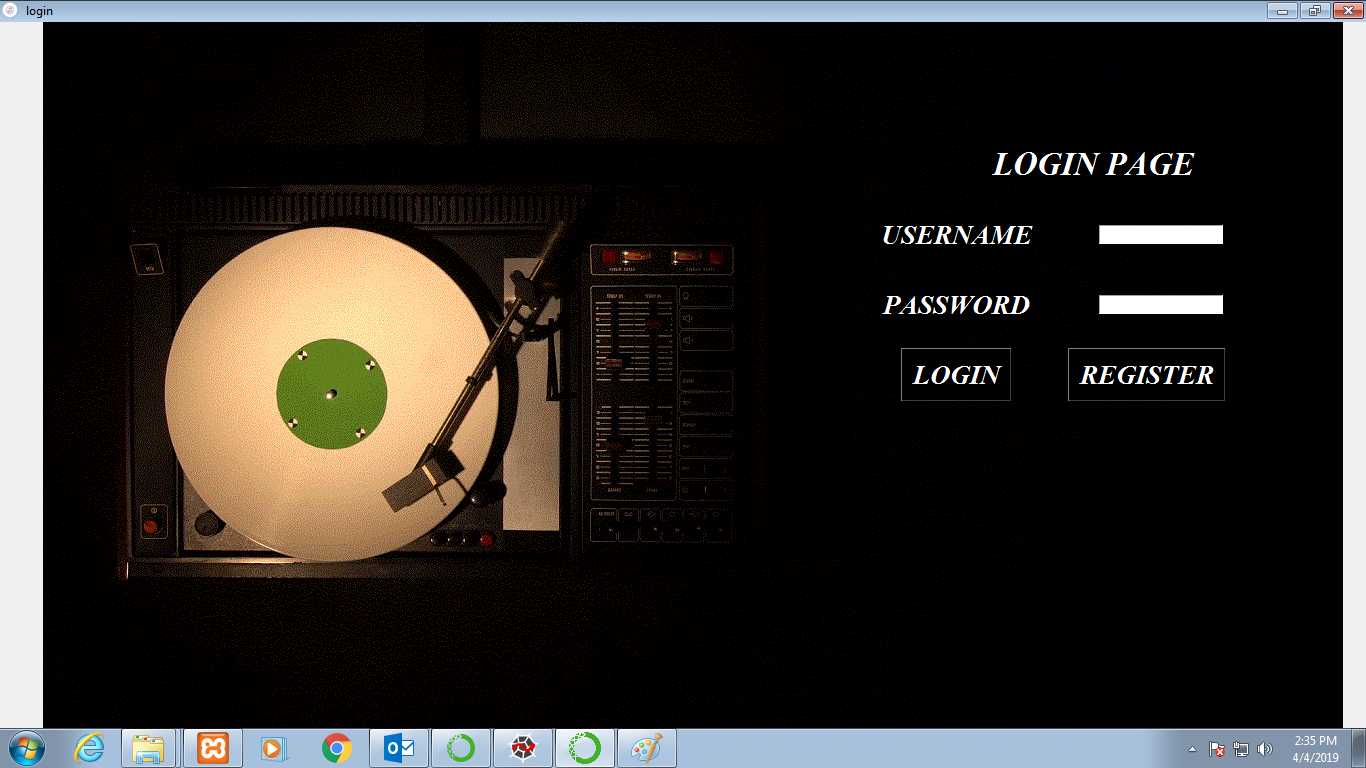 login
LOGIN PAGE
USERNAME
PASSWORD
LOGIN REGISTER
2:35 PM
4/4/2019